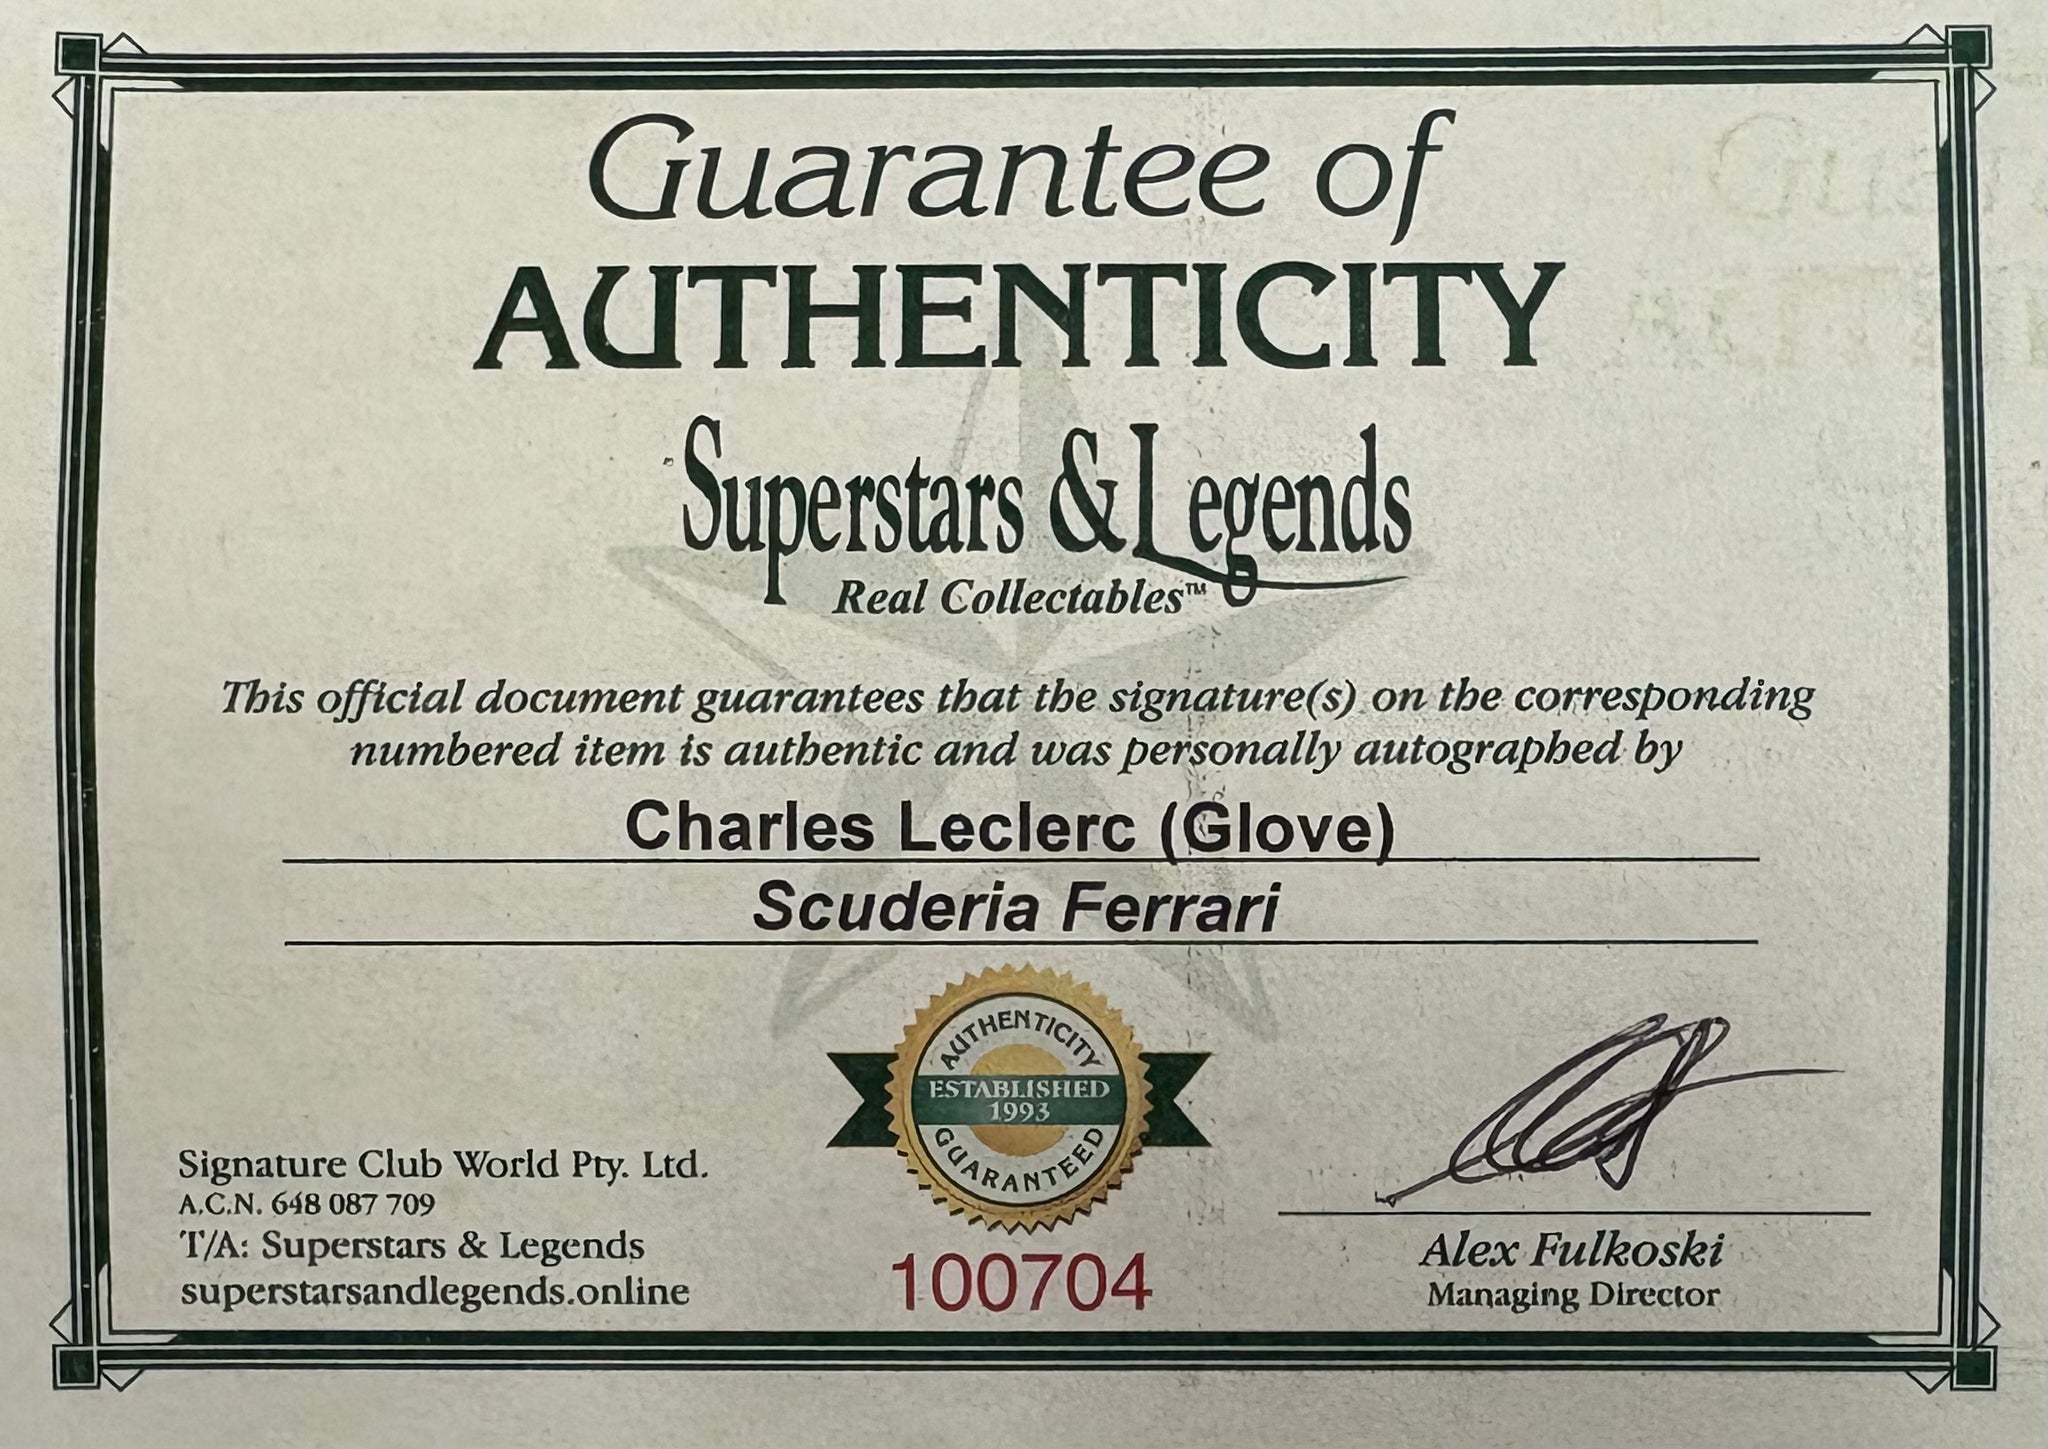 Guarantee of
AUTHENTICITY
Superstars & Legends
Real Collectables™
This official document guarantees that the signature(s) on the corresponding
numbered item is authentic and was personally autographed by
Charles Leclerc (Glove)
Scuderia Ferrari
AUTHENTICITY
ESTABLISHED
1993
GUARANTEED
Signature Club World Pty. Ltd.
A.C.N. 648 087 709
T/A: Superstars & Legends
superstarsandlegends.online
100704
Alex Fulkoski
Managing Director